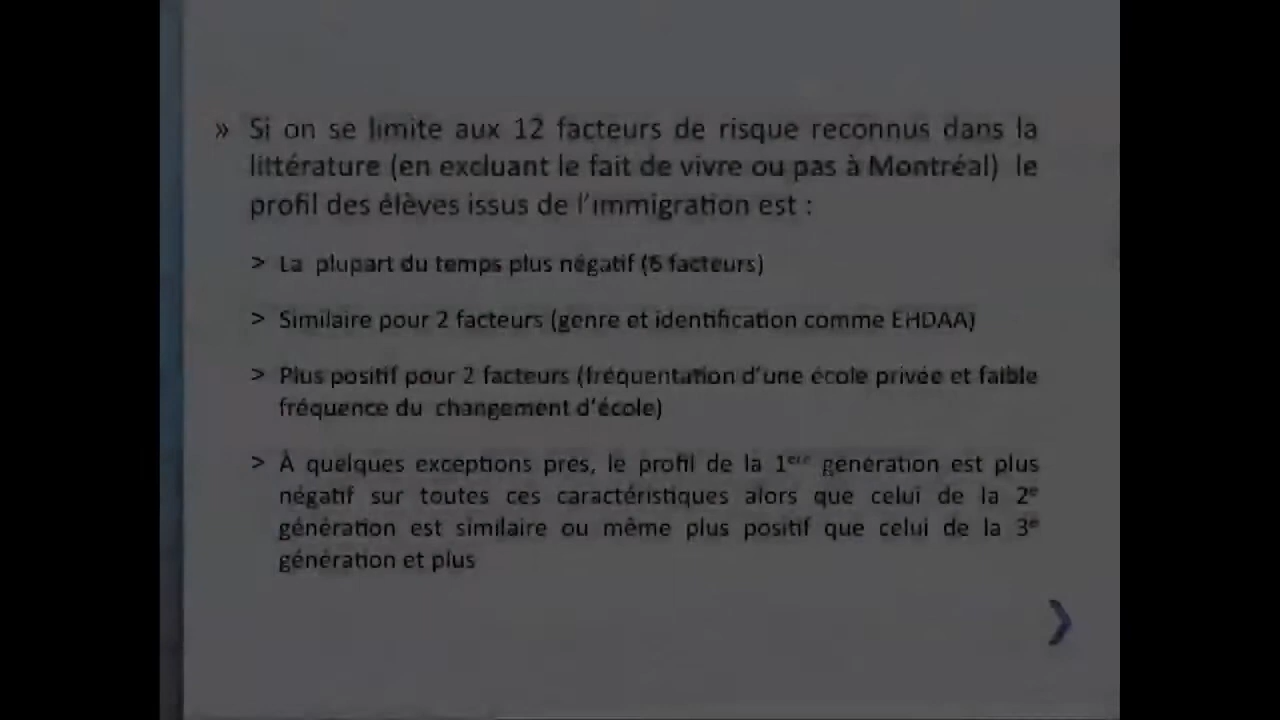 » Si on se limite aux 12 facteurs de risque reconnus dans la
littérature (en excluant le fait de vivre ou pas à Montréal) le
profil des élèves issus de l'immigration est :
> La plupart du temps plus négatif (6 facteurs)
> Similaire pour 2 facteurs (genre et identification comme EHDAA)
> Plus positif pour 2 facteurs (fréquentation d'une école privée et faible
fréquence du changement d'école)
> À quelques exceptions près, le profil de la 1ère génération est plus
négatif sur toutes ces caractéristiques alors que celui de la 2e
génération est similaire ou même plus positif que celui de la 3e
génération et plus